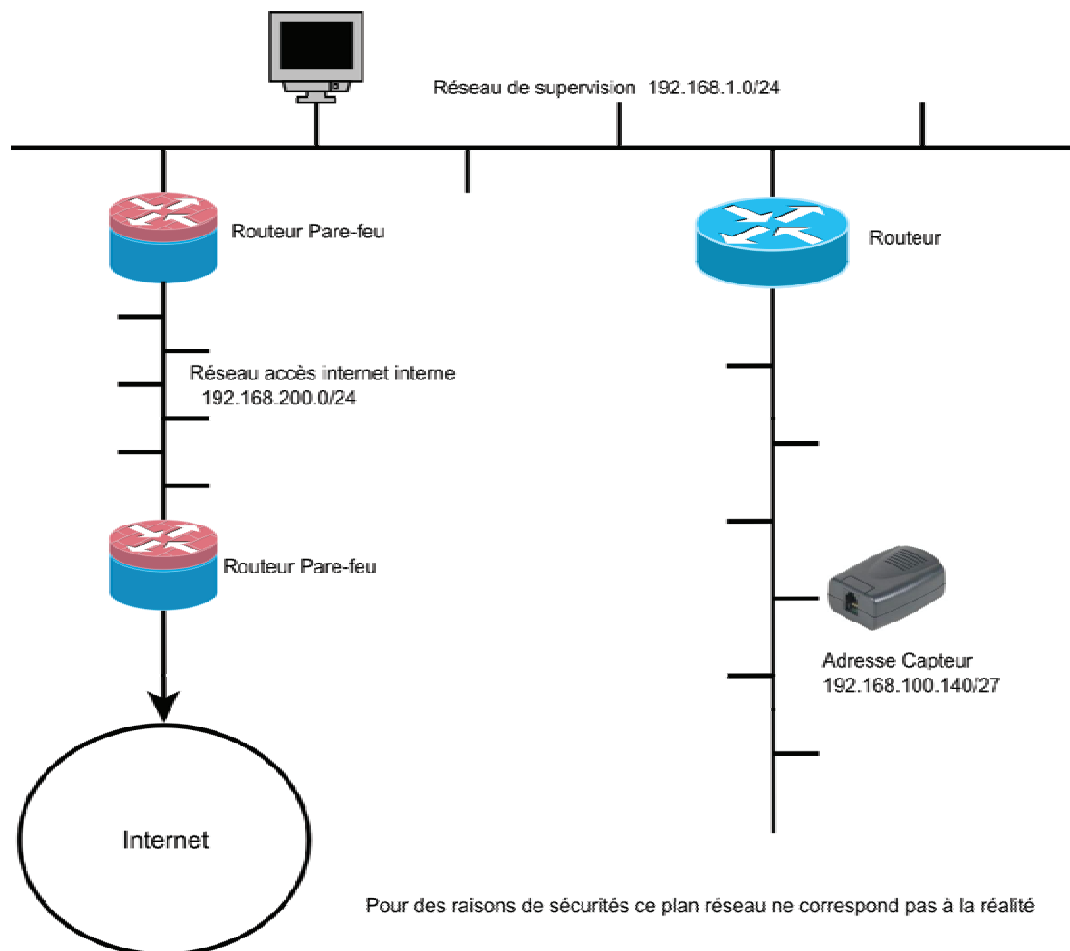 Réseau de supervision 192.168.1.0/24
Routeur Pare-feu
Routeur
Réseau accès internet interne
192.168.200.0/24
Routeur Pare-feu
Adresse Capteur
192.168.100.140/27
Internet
Pour des raisons de sécurités ce plan réseau ne correspond pas à la réalité